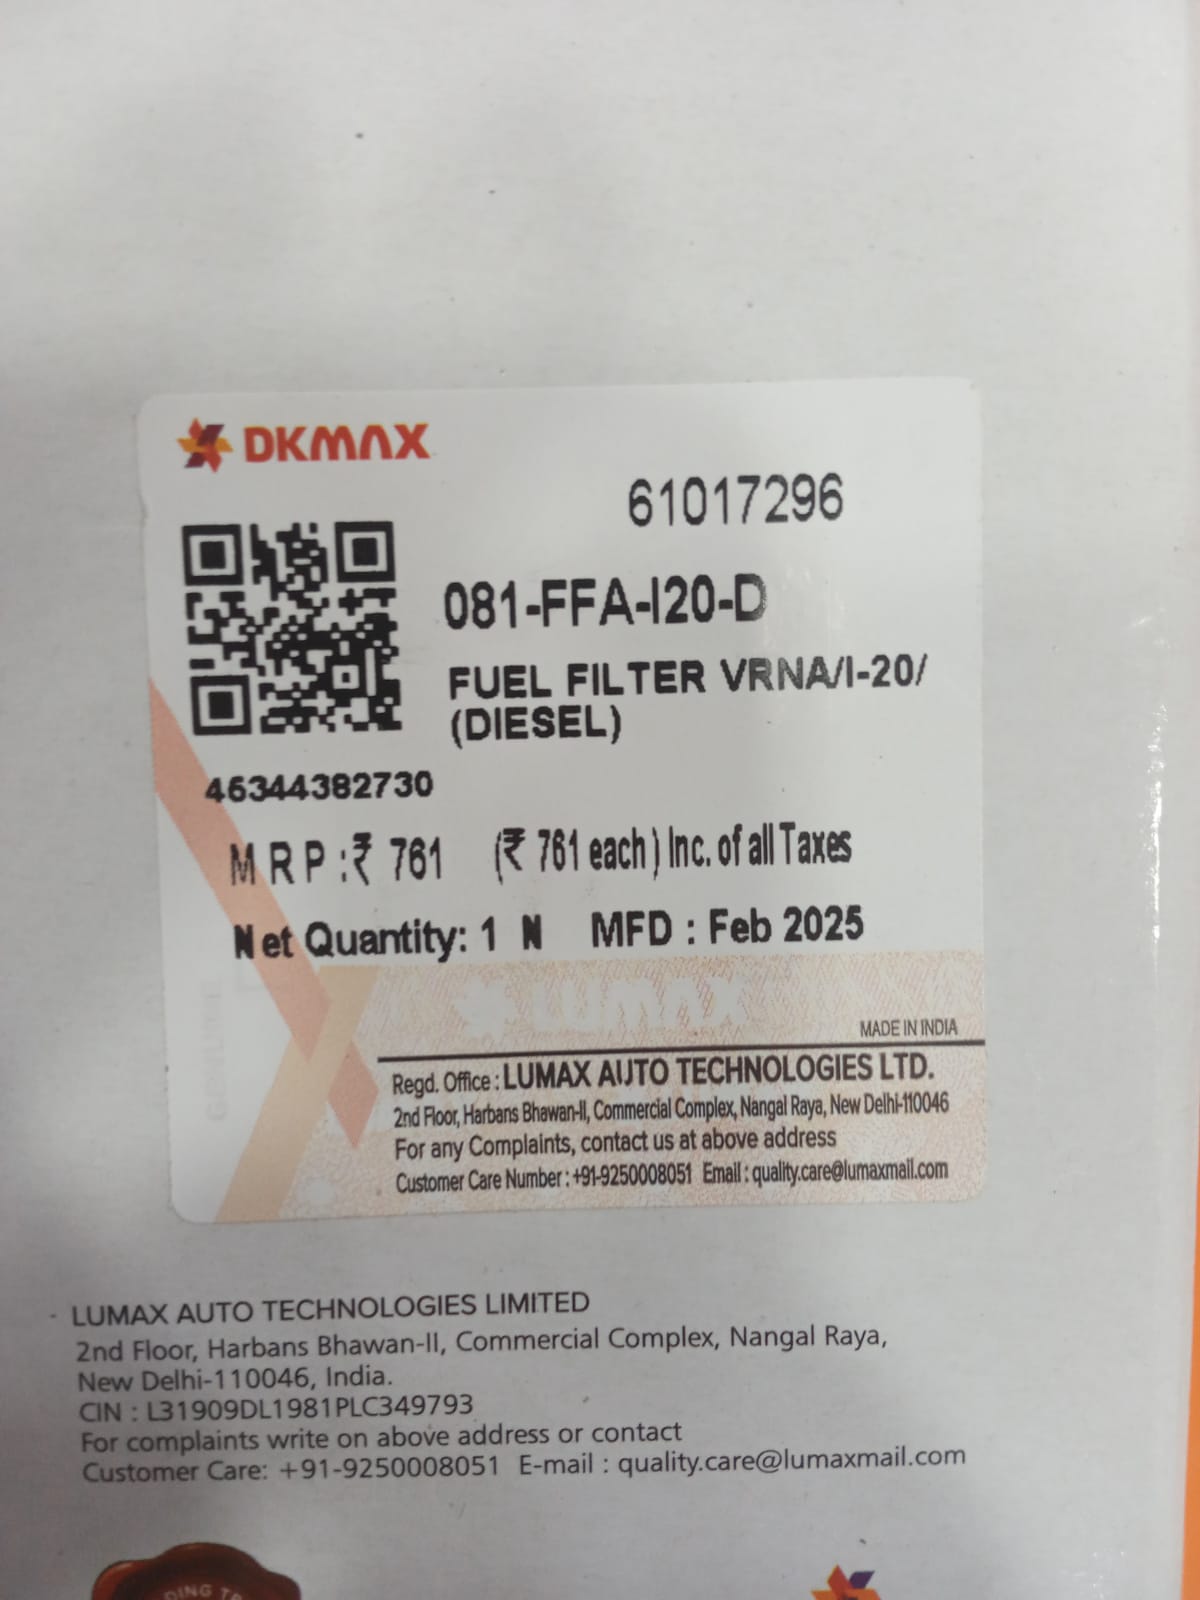 DKMAX
61017296
081-FFA-I20-D
FUEL FILTER VRNA/I-20/
(DIESEL)
46344382730
MRP:₹ 761 (₹ 761 each) Inc. of all Taxes
Net Quantity: 1 N MFD : Feb 2025
LUMAX
MADE IN INDIA
Regd. Office : LUMAX AUTO TECHNOLOGIES LTD.
2nd Floor, Harbans Bhawan-II, Commercial Complex, Nangal Raya, New Delhi-110046
For any Complaints, contact us at above address
Customer Care Number : +91-9250008051 Email : quality.care@lumaxmail.com
LUMAX AUTO TECHNOLOGIES LIMITED
2nd Floor, Harbans Bhawan-II, Commercial Complex, Nangal Raya,
New Delhi-110046, India.
CIN : L31909DL1981PLC349793
For complaints write on above address or contact
Customer Care: +91-9250008051 E-mail : quality.care@lumaxmail.com